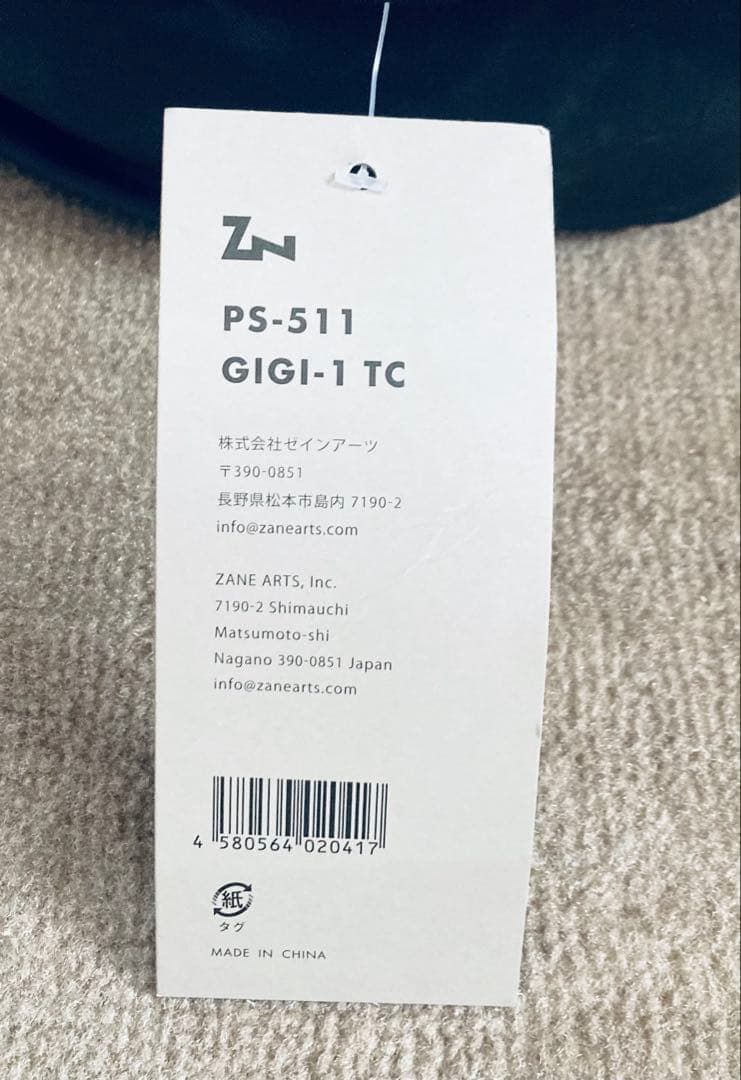 ZN
PS-511
GIGI-1 TC
株式会社ゼインアーツ
〒390-0851
長野県松本市島内 7190-2
info@zanearts.com
ZANE ARTS, Inc.
7190-2 Shimauchi
Matsumoto-shi
Nagano 390-0851 Japan
info@zanearts.com
4 580564 020417
紙
タグ
MADE IN CHINA